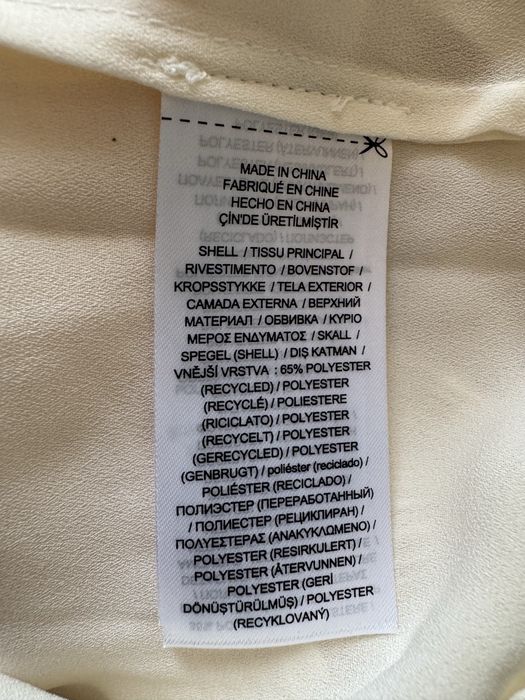 MADE IN CHINA
FABRIQUÉ EN CHINE
HECHO EN CHINA
ÇIN'DE ÜRETİLMİŞTİR
SHELL / TISSU PRINCIPAL /
RIVESTIMENTO / BOVENSTOF /
KROPSSTYKKE / TELA EXTERIOR /
CAMADA EXTERNA / ВЕРХНИЙ
МАТЕРИАЛ / ОБВИВКА / ΚΥΡΙΟ
ΜΕΡΟΣ ΕΝΔΥΜΑΤΟΣ / SKALL /
SPEGEL (SHELL) / DIŞ KATMAN /
VNĚJŠÍ VRSTVA : 65% POLYESTER
(RECYCLED) / POLYESTER
(RECYCLÉ) / POLIESTERE
(RICICLATO) / POLYESTER
(RECYCELT) / POLYESTER
(GERECYCLED) / POLYESTER
(GENBRUGT) / poliéster (reciclado) /
POLIÉSTER (RECICLADO) /
ПОЛИЭСТЕР (ПЕРЕРАБОТАННЫЙ)
/ ПОЛИЕСТЕР (РЕЦИКЛИРАН) /
ΠΟΛΥΕΣΤΕΡΑΣ (ΑΝΑΚΥΚΛΩΜΕΝΟ) /
POLYESTER (RESIRKULERT) /
POLYESTER (ÅTERVUNNEN) /
POLYESTER (GERİ
DÖNÜŞTÜRÜLMÜŞ) / POLYESTER
(RECYKLOVANÝ)